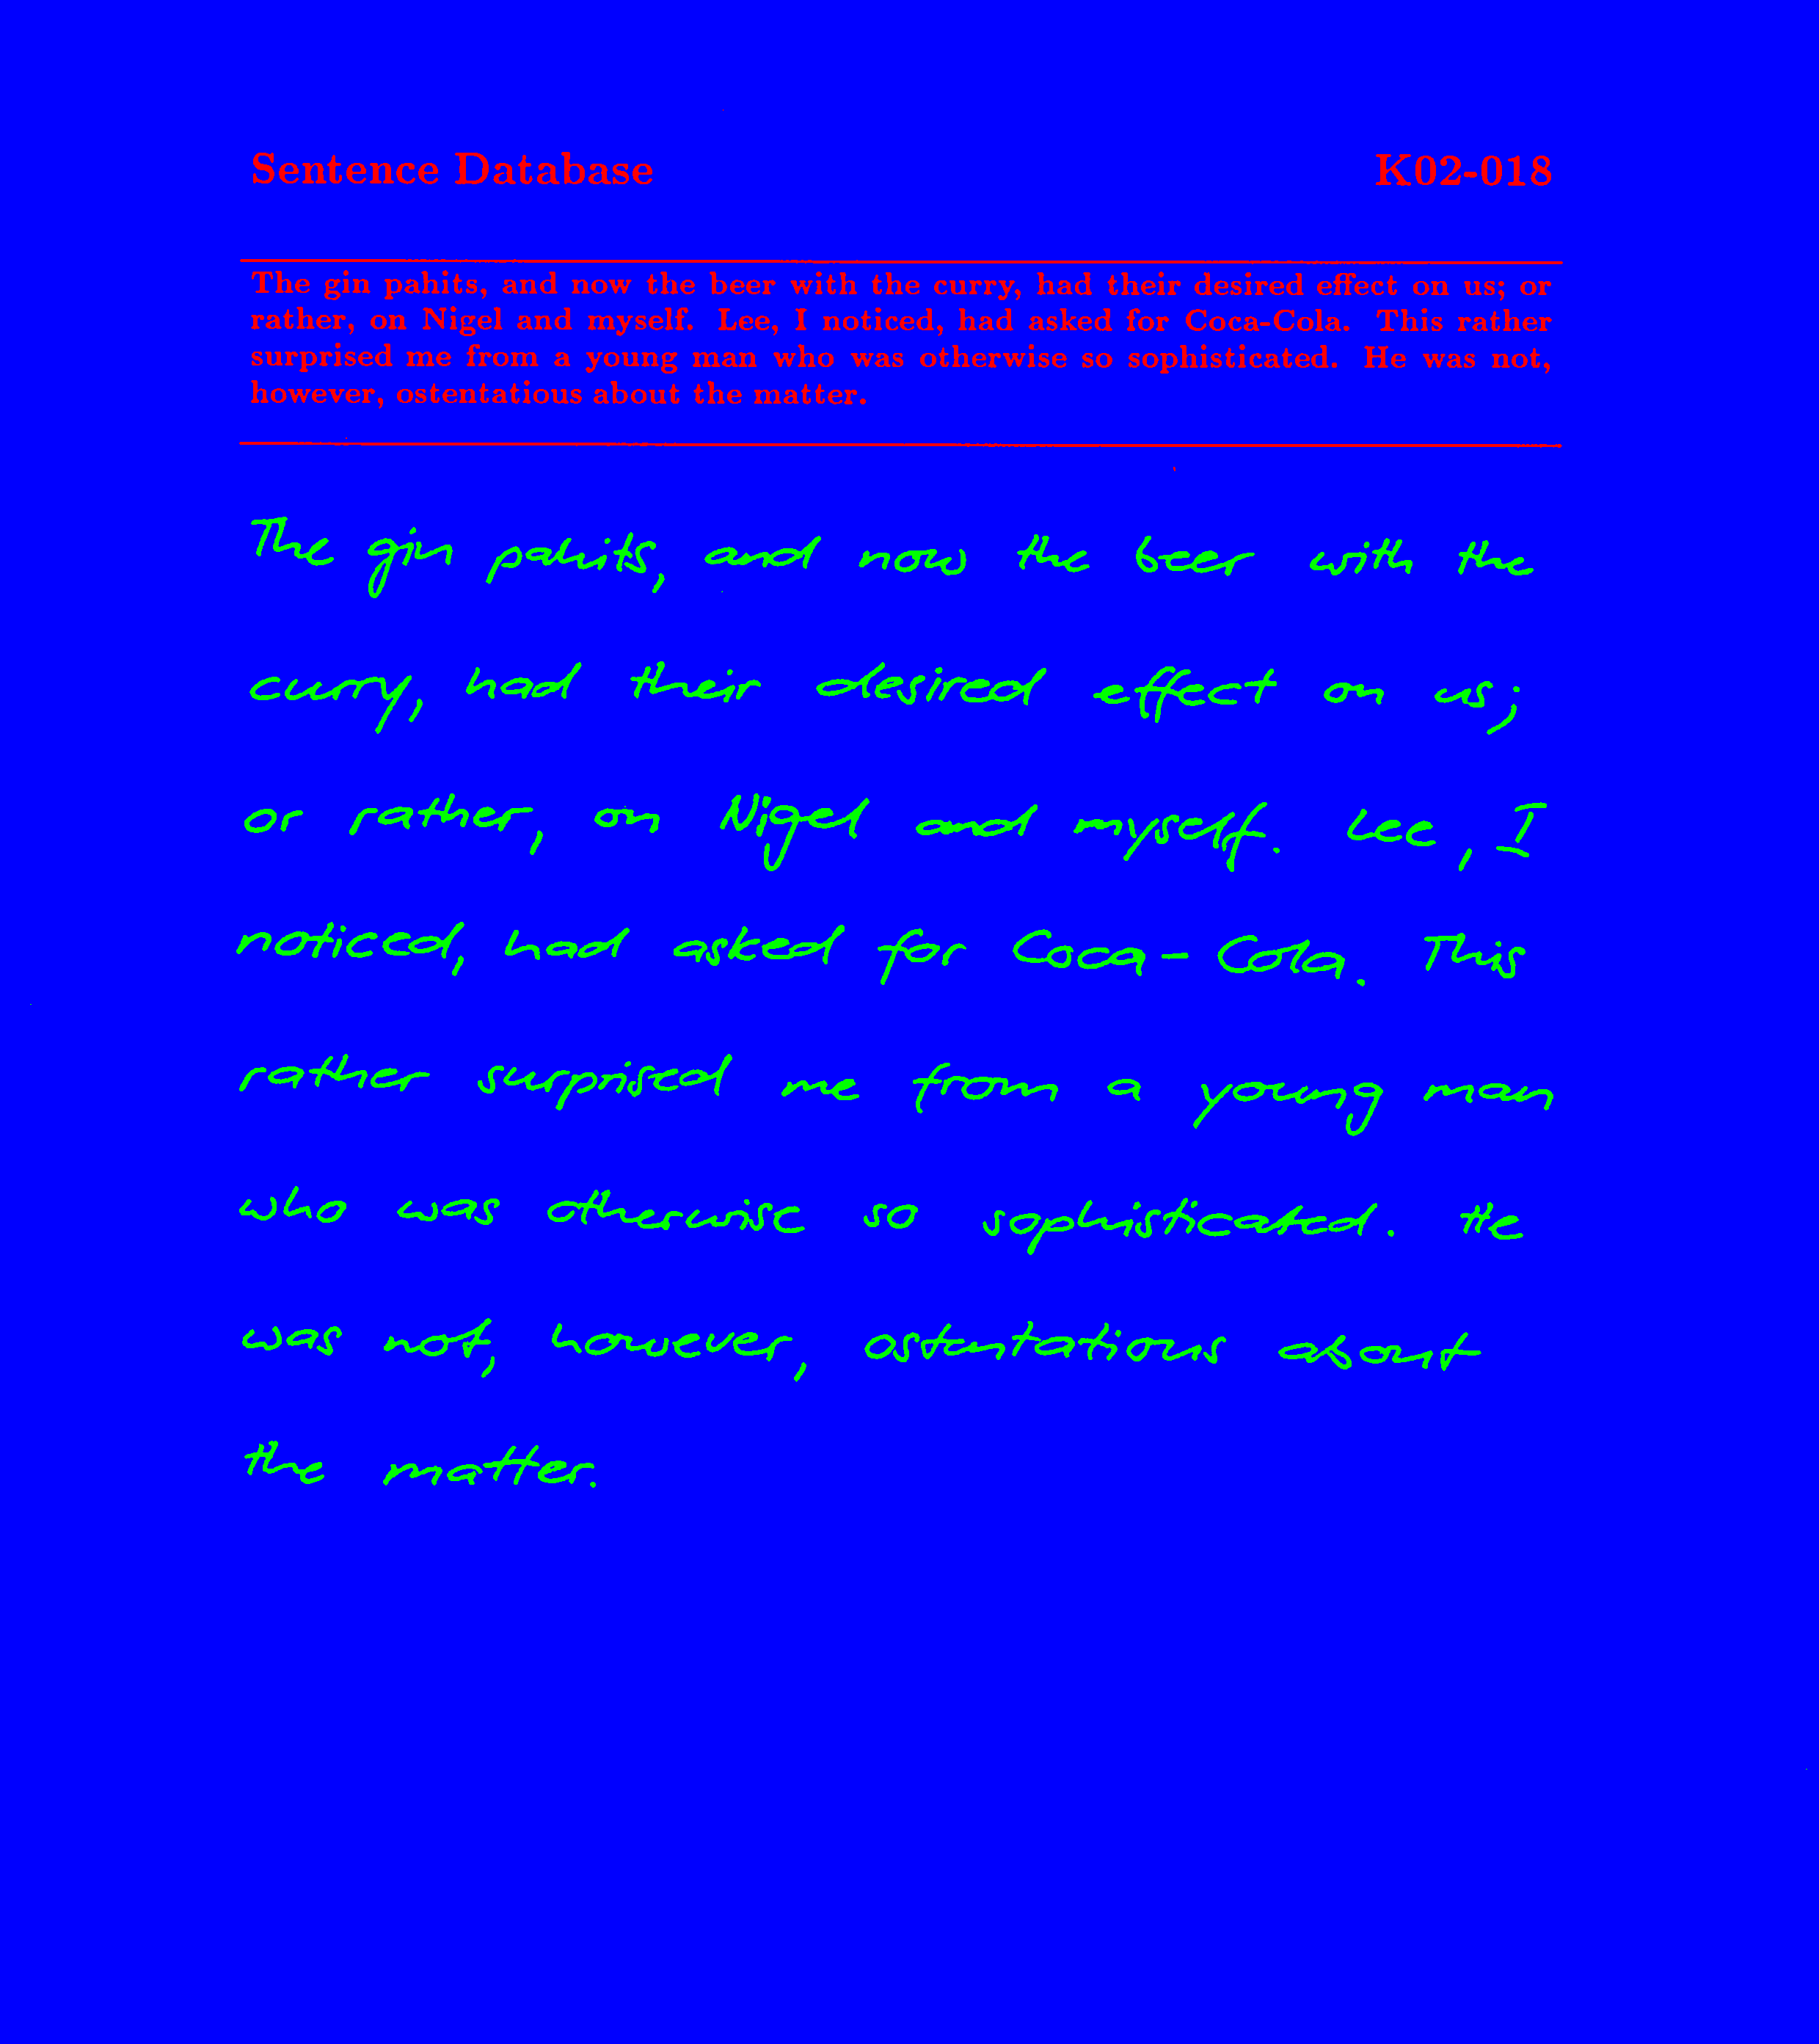 Sentence Database K02-018
The gin pahits, and now the beer with the curry, had their desired effect on us; or
rather, on Nigel and myself. Lee, I noticed, had asked for Coca-Cola. This rather
surprised me from a young man who was otherwise so sophisticated. He was not,
however, ostentatious about the matter.
The gin pahits, and now the beer with the
curry, had their desired effect on us;
or rather, on Nigel and myself. Lee, I
noticed, had asked for Coca-Cola. This
rather surprised me from a young man
who was otherwise so sophisticated. He
was not, however, ostentatious about
the matter.